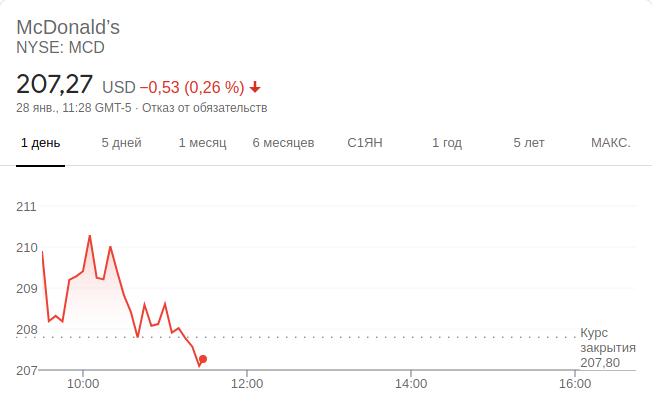 McDonald’s
NYSE: MCD
207,27 USD −0,53 (0,26 %)
28 янв., 11:28 GMT-5 · Отказ от обязательств
1 день 5 дней 1 месяц 6 месяцев С1ЯН 1 год 5 лет МАКС.
211
210
209
208
Курс
закрытия
207,80
207
10:00 12:00 14:00 16:00